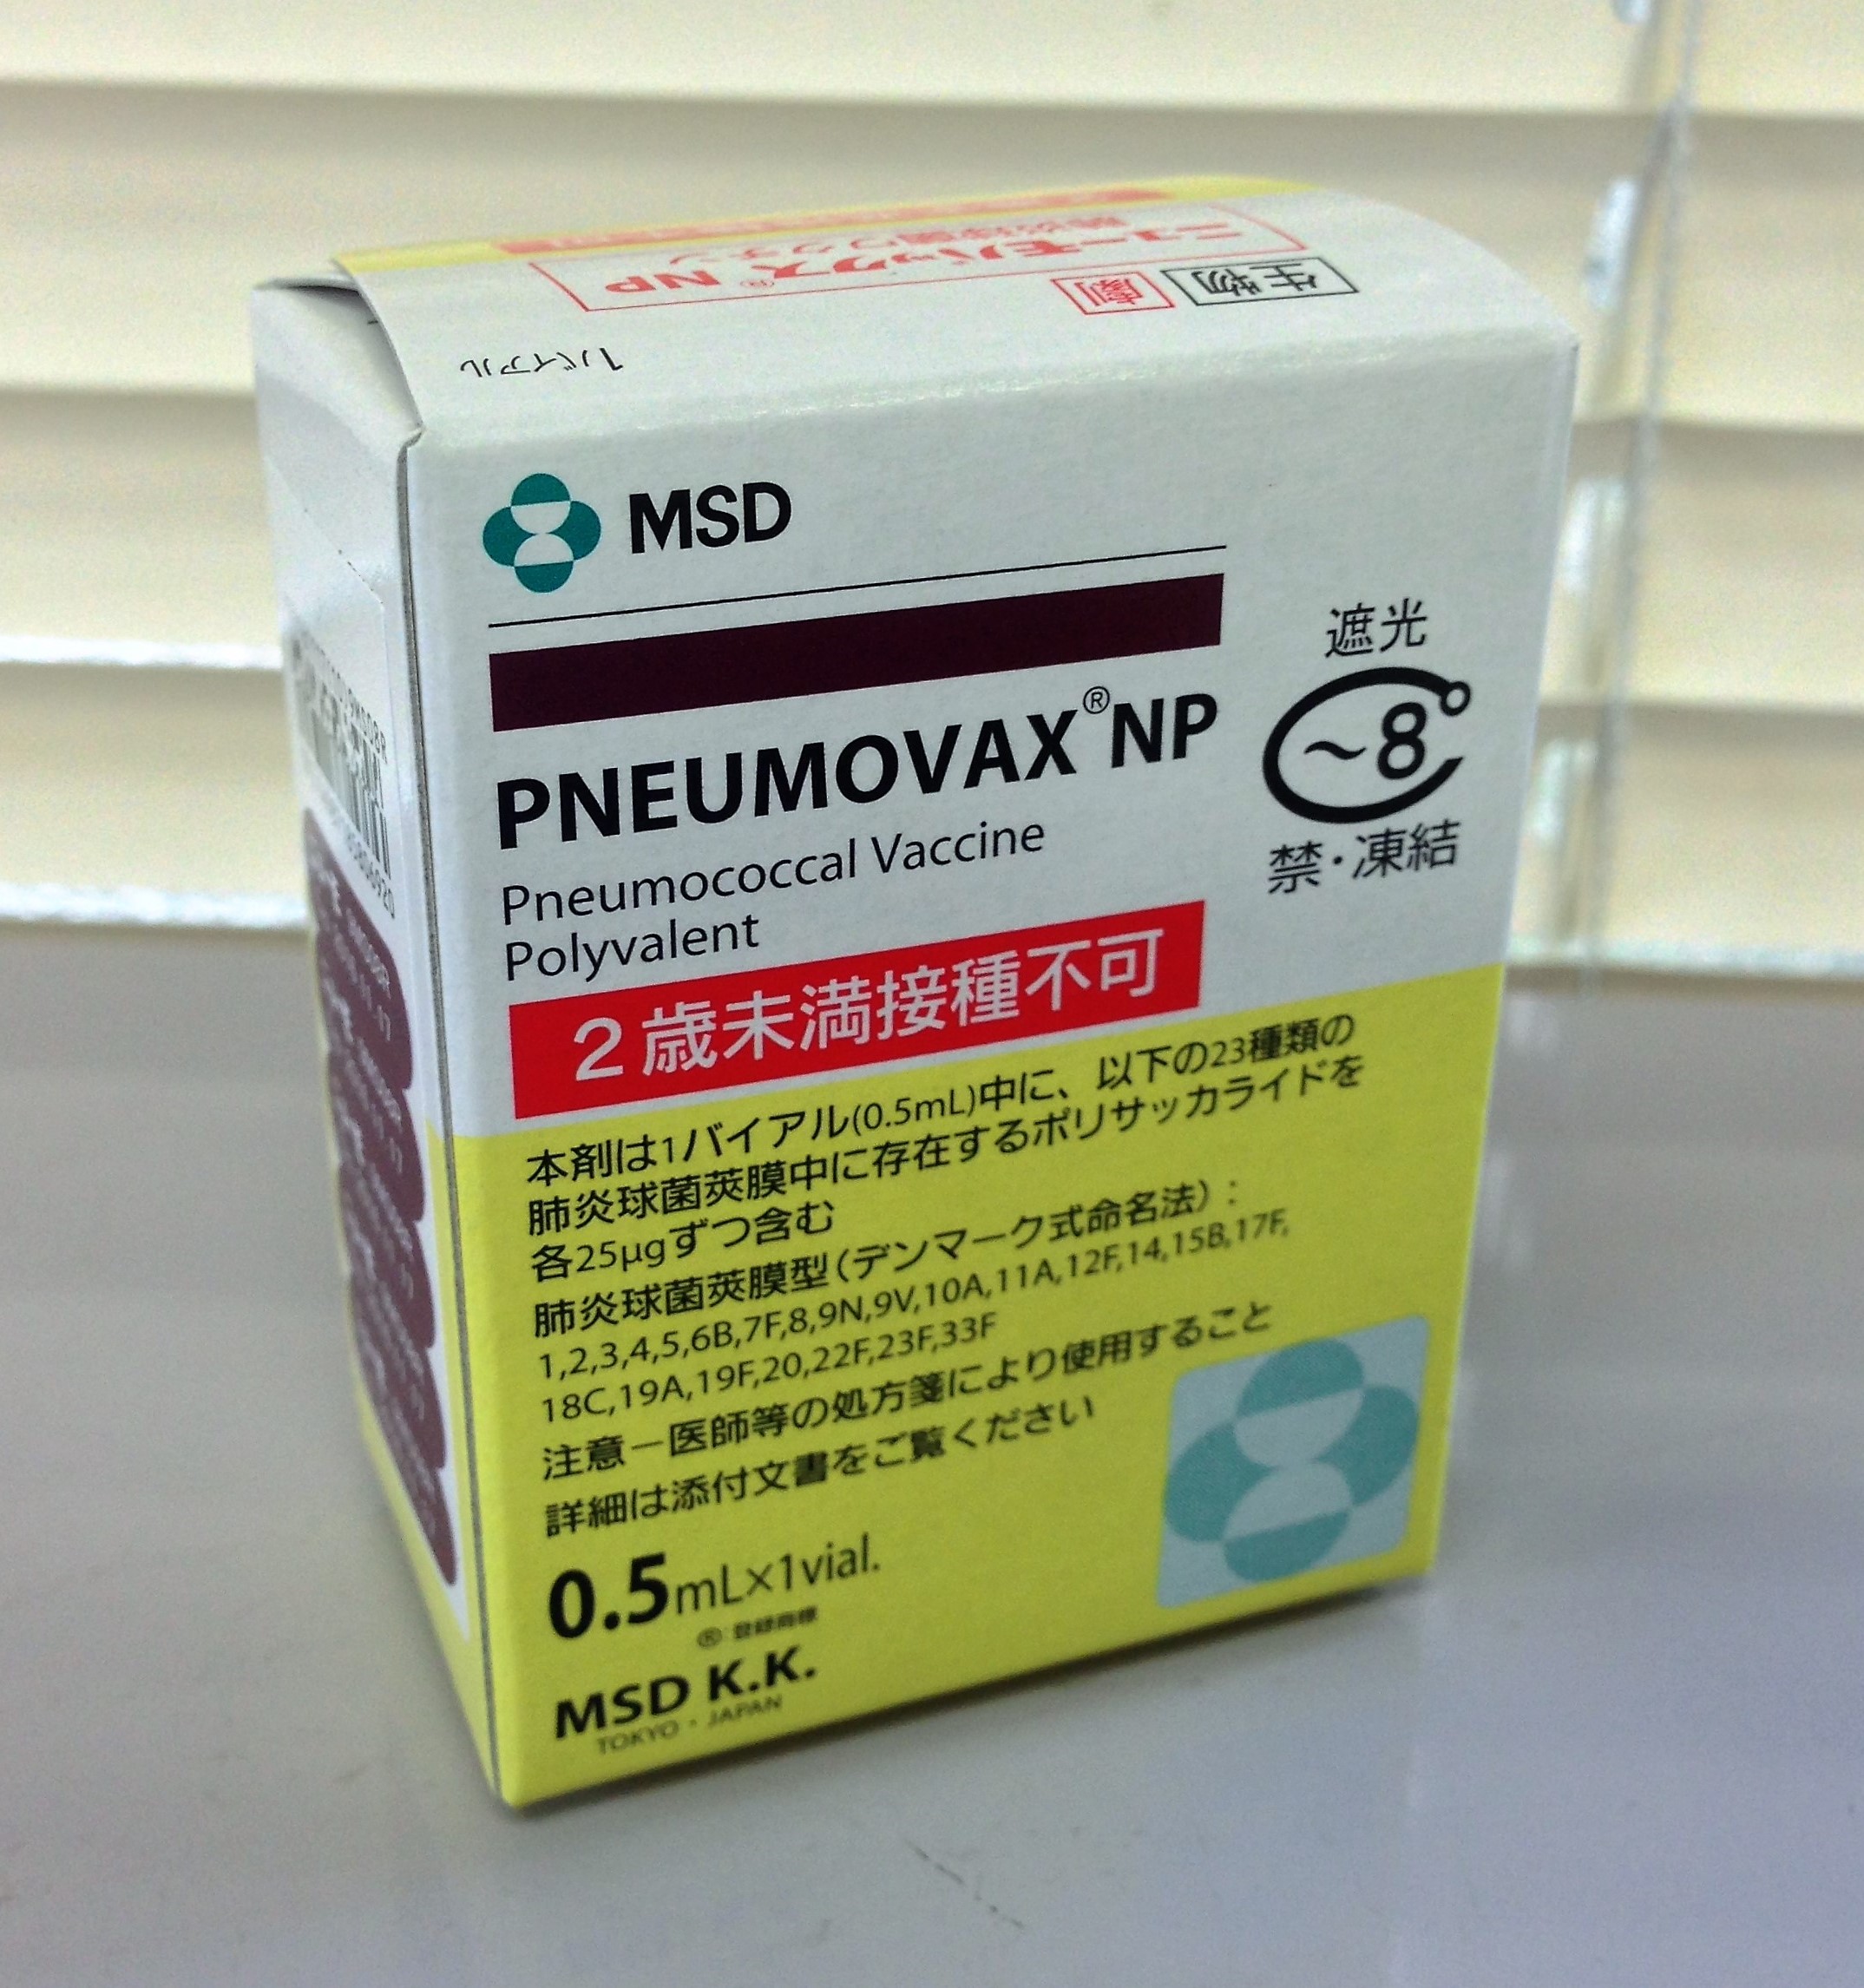 ニューモバックス® NP
肺炎球菌ワクチン
劇
生物
1バイアル
MSD
PNEUMOVAX® NP
Pneumococcal Vaccine
Polyvalent
遮光
~8°C
禁・凍結
2歳未満接種不可
本剤は1バイアル(0.5mL)中に、以下の23種類の
肺炎球菌莢膜中に存在するポリサッカライドを
各25μgずつ含む
肺炎球菌莢膜型(デンマーク式命名法):
1,2,3,4,5,6B,7F,8,9N,9V,10A,11A,12F,14,15B,17F,
18C,19A,19F,20,22F,23F,33F
注意－医師等の処方箋により使用すること
詳細は添付文書をご覧ください
0.5mL×1vial.
® 登録商標
MSD K.K.
TOKYO・JAPAN